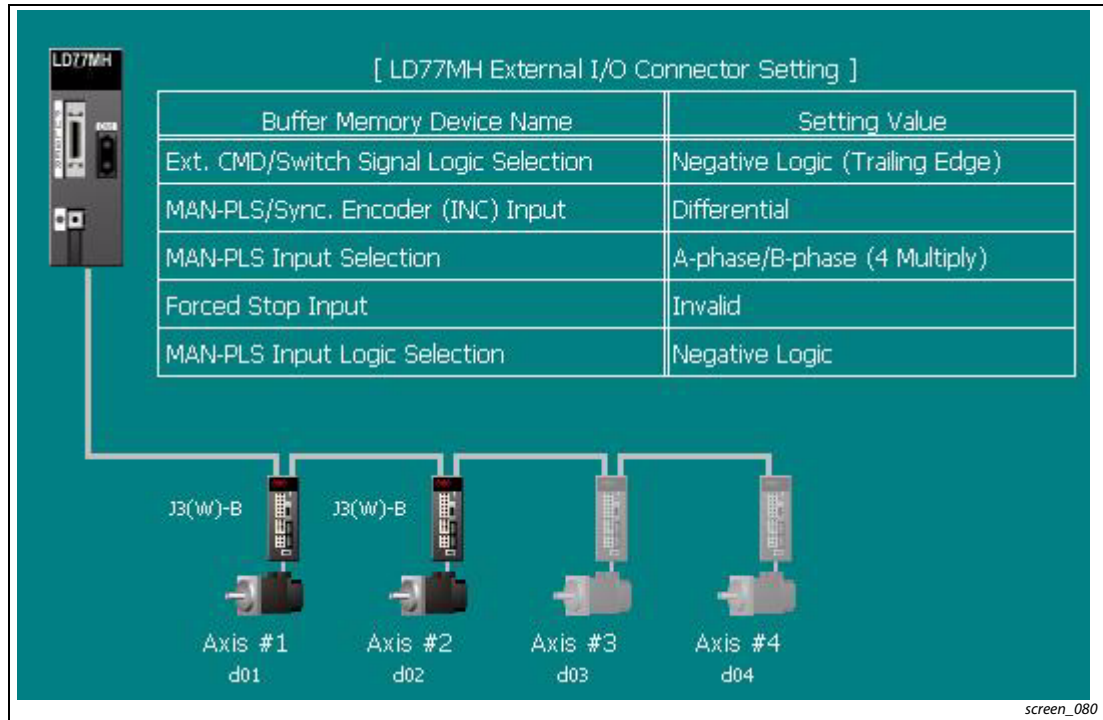 LD77MH
[ LD77MH External I/O Connector Setting ]
Buffer Memory Device Name Setting Value
Ext. CMD/Switch Signal Logic Selection Negative Logic (Trailing Edge)
MAN-PLS/Sync. Encoder (INC) Input Differential
MAN-PLS Input Selection A-phase/B-phase (4 Multiply)
Forced Stop Input Invalid
MAN-PLS Input Logic Selection Negative Logic
J3(W)-B J3(W)-B
Axis #1 Axis #2 Axis #3 Axis #4
d01 d02 d03 d04
screen_080